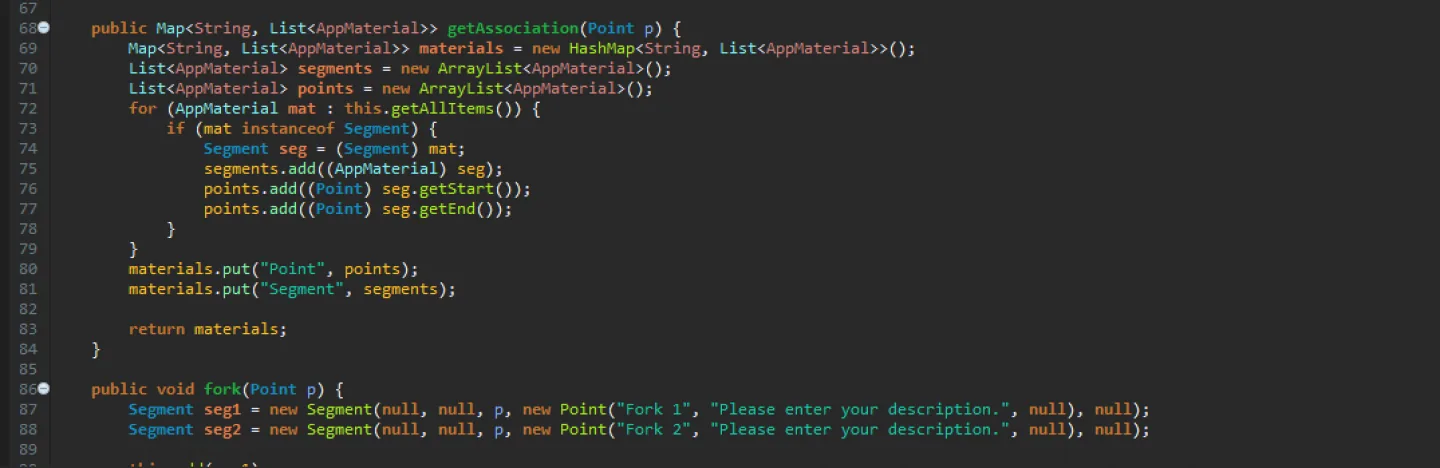 67
68 public Map<String, List<AppMaterial>> getAssociation(Point p) {
69 Map<String, List<AppMaterial>> materials = new HashMap<String, List<AppMaterial>>();
70 List<AppMaterial> segments = new ArrayList<AppMaterial>();
71 List<AppMaterial> points = new ArrayList<AppMaterial>();
72 for (AppMaterial mat : this.getAllItems()) {
73 if (mat instanceof Segment) {
74 Segment seg = (Segment) mat;
75 segments.add((AppMaterial) seg);
76 points.add((Point) seg.getStart());
77 points.add((Point) seg.getEnd());
78 }
79 }
80 materials.put("Point", points);
81 materials.put("Segment", segments);
82
83 return materials;
84 }
85
86 public void fork(Point p) {
87 Segment seg1 = new Segment(null, null, p, new Point("Fork 1", "Please enter your description.", null), null);
88 Segment seg2 = new Segment(null, null, p, new Point("Fork 2", "Please enter your description.", null), null);
89